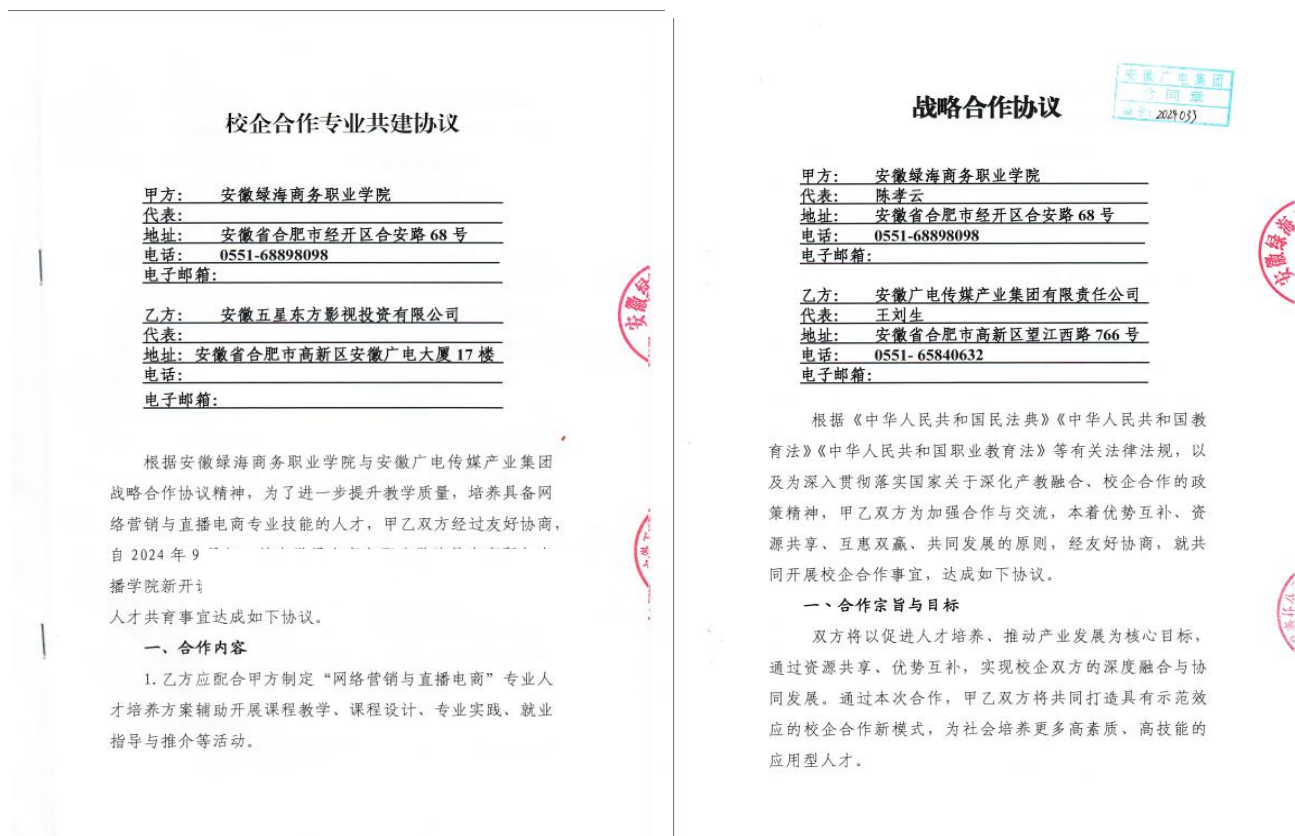 校企合作专业共建协议
甲方： 安徽绿海商务职业学院
代表：
地址： 安徽省合肥市经开区合安路 68 号
电话： 0551-68898098
电子邮箱：
乙方： 安徽五星东方影视投资有限公司
代表：
地址： 安徽省合肥市高新区安徽广电大厦 17 楼
电话：
电子邮箱：
根据安徽绿海商务职业学院与安徽广电传媒产业集团
战略合作协议精神，为了进一步提升教学质量，培养具备网
络营销与直播电商专业技能的人才，甲乙双方经过友好协商，
自 2024 年 9
播学院新开
人才共育事宜达成如下协议。
一、合作内容
1. 乙方应配合甲方制定“网络营销与直播电商”专业人
才培养方案辅助开展课程教学、课程设计、专业实践、就业
指导与推介等活动。
安徽绿
战略合作协议
安徽广电集团
合同章
编号：2024033
甲方： 安徽绿海商务职业学院
代表： 陈孝云
地址： 安徽省合肥市经开区合安路 68 号
电话： 0551-68898098
电子邮箱：
乙方： 安徽广电传媒产业集团有限责任公司
代表： 王刘生
地址： 安徽省合肥市高新区望江西路 766 号
电话： 0551- 65840632
电子邮箱：
根据《中华人民共和国民法典》《中华人民共和国教
育法》《中华人民共和国职业教育法》等有关法律法规，以
及为深入贯彻落实国家关于深化产教融合、校企合作的政
策精神，甲乙双方为加强合作与交流，本着优势互补、资
源共享、互惠双赢、共同发展的原则，经友好协商，就共
同开展校企合作事宜，达成如下协议。
一、合作宗旨与目标
双方将以促进人才培养、推动产业发展为核心目标，
通过资源共享、优势互补，实现校企双方的深度融合与协
同发展。通过本次合作，甲乙双方将共同打造具有示范效
应的校企合作新模式，为社会培养更多高素质、高技能的
应用型人才。
安徽绿海